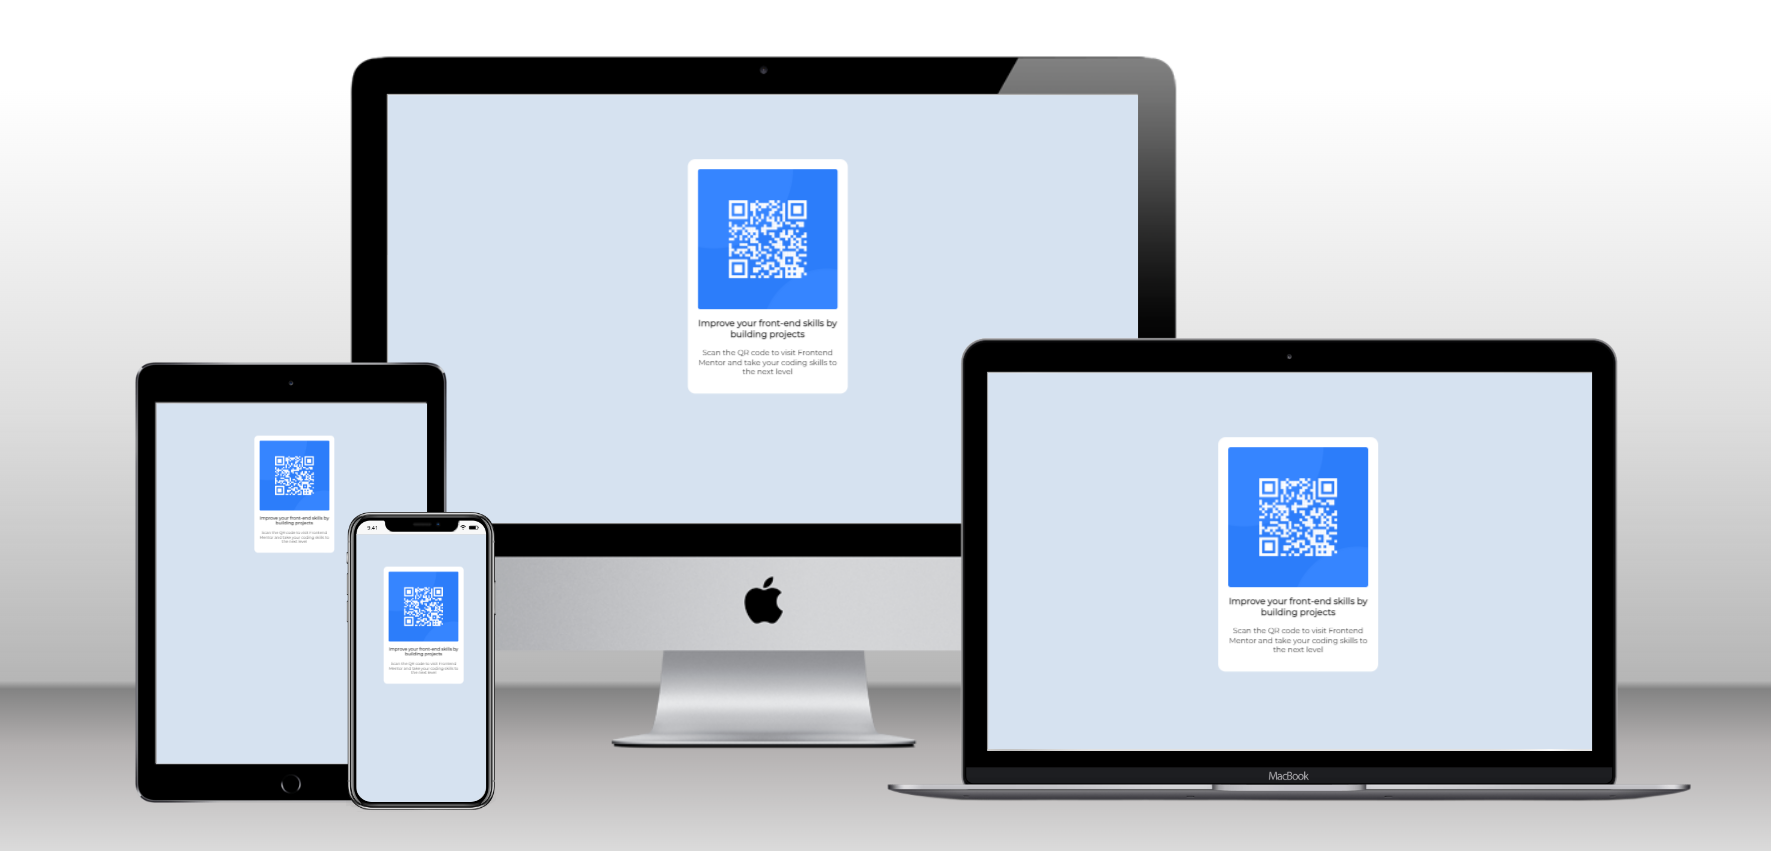 Improve your front-end skills by
building projects
Scan the QR code to visit Frontend
Mentor and take your coding skills to
the next level
Improve your front-end skills by
building projects
Scan the QR code to visit Frontend
Mentor and take your coding skills to
the next level
9:41
Improve your front-end skills by
building projects
Scan the QR code to visit Frontend
Mentor and take your coding skills to
the next level
Improve your front-end skills by
building projects
Scan the QR code to visit Frontend
Mentor and take your coding skills to
the next level
MacBook